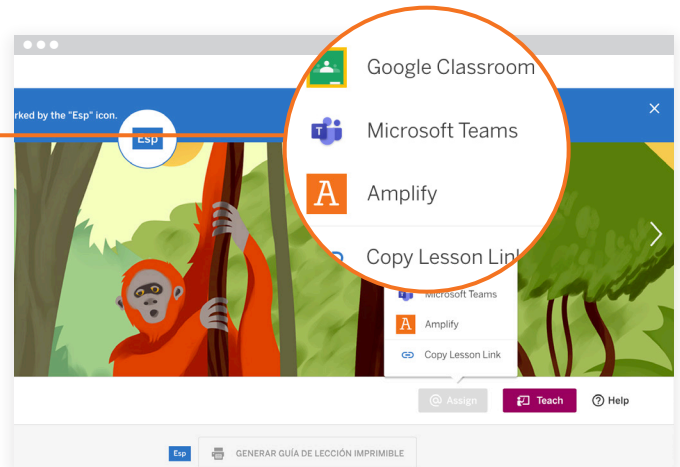 Google Classroom
Microsoft Teams
A Amplify
Copy Lesson Link
rked by the "Esp" icon.
Esp
Microsoft Teams
A Amplify
Copy Lesson Link
@ Assign
Teach
? Help
Esp
GENERAR GUÍA DE LECCIÓN IMPRIMIBLE